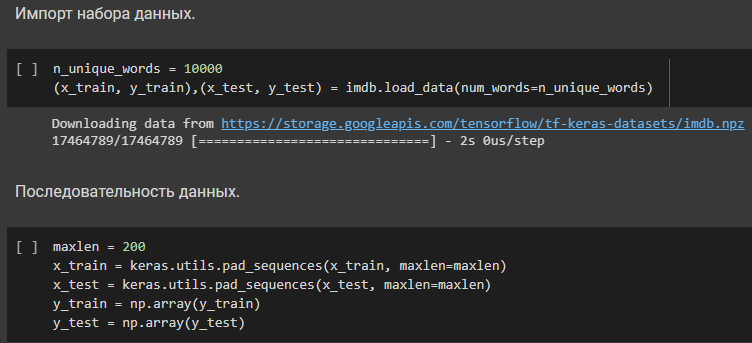 Импорт набора данных.
[ ] n_unique_words = 10000
(x_train, y_train),(x_test, y_test) = imdb.load_data(num_words=n_unique_words)
Downloading data from https://storage.googleapis.com/tensorflow/tf-keras-datasets/imdb.npz
17464789/17464789 [==============================] - 2s 0us/step
Последовательность данных.
[ ] maxlen = 200
x_train = keras.utils.pad_sequences(x_train, maxlen=maxlen)
x_test = keras.utils.pad_sequences(x_test, maxlen=maxlen)
y_train = np.array(y_train)
y_test = np.array(y_test)